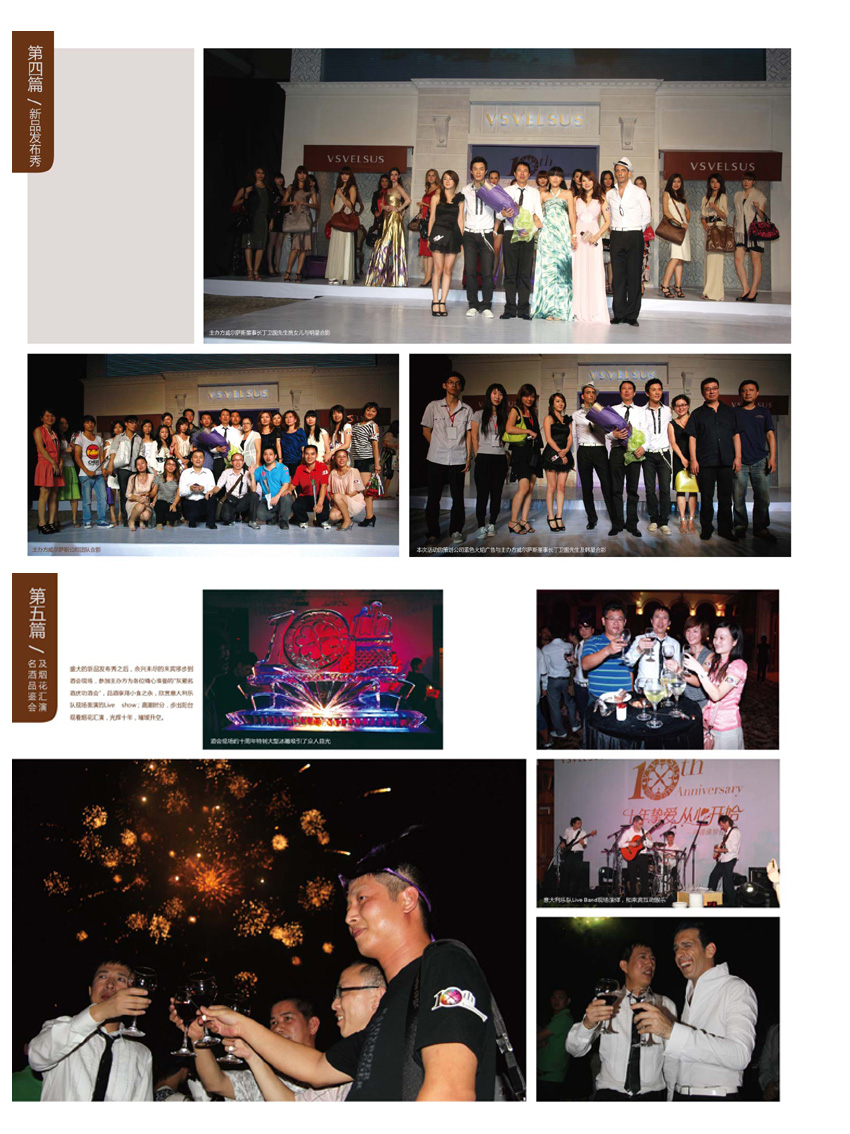 第四篇 / 新品发布秀
VSVELSUS
VSVELSUS
10th
VSVELSUS
主办方威尔萨斯董事长丁卫国先生携女儿与明星合影
VSVELSUS
主办方威尔萨斯公司团队合影
VSVELSUS
VSVELSUS
本次活动的策划公司蓝色火焰广告与主办方威尔萨斯董事长丁卫国先生及韩星合影
第五篇 / 名酒品鉴会
及烟花汇演
盛大的新品发布秀之后，余兴未尽的来宾移步到
酒会现场，参加主办方为各位精心准备的
品酒享用小食之余，欣赏意大利乐
队现场表演的Live show；高潮时分，步出阳台
观看烟花汇演，光辉十年，璀璨升空。
10
酒会现场的十周年特制大型冰雕吸引了众人目光
10th
Anniversary
十年挚爱 从心开始
意大利乐队Live Band现场演绎，和来宾互动娱乐
10